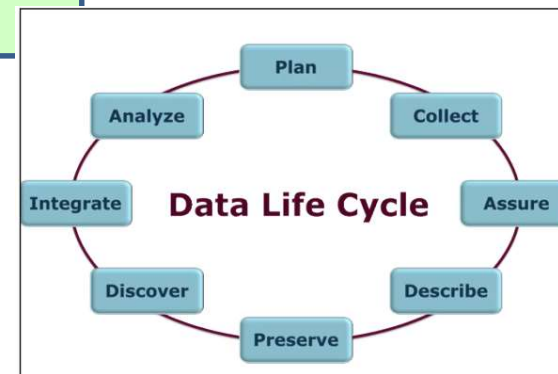 Plan
Analyze
Collect
Integrate
Data Life Cycle
Assure
Discover
Describe
Preserve